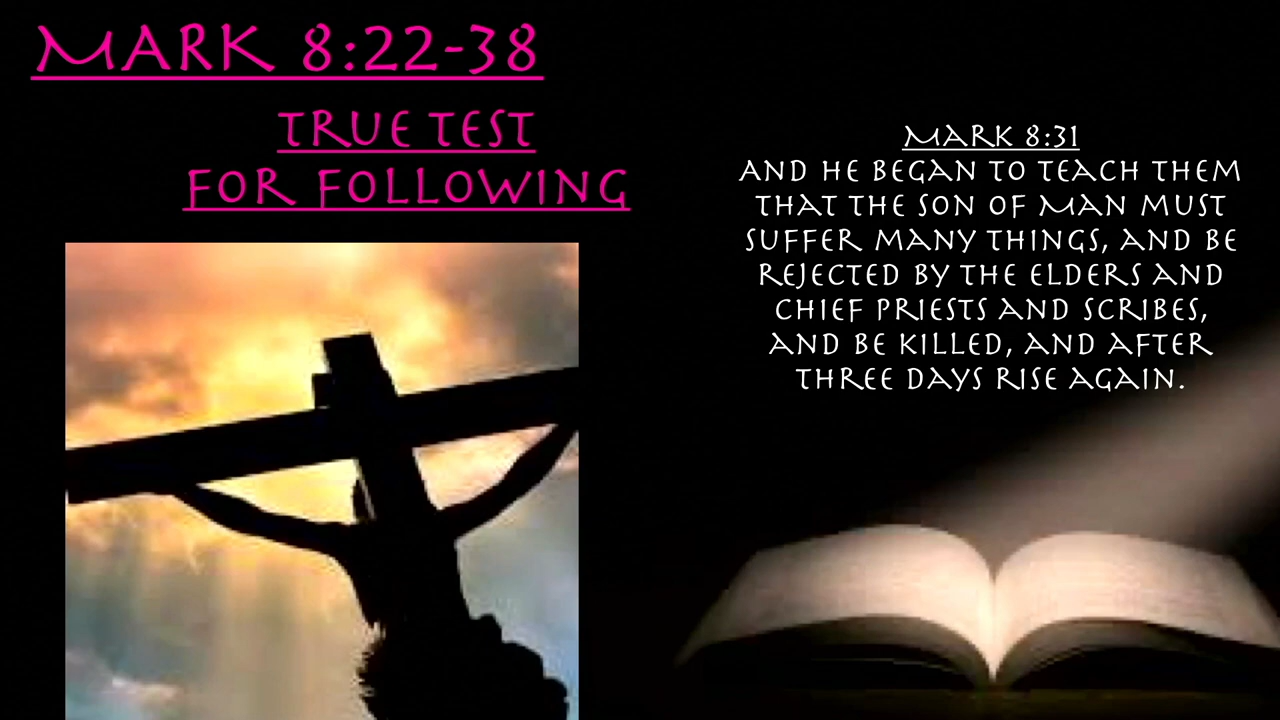 Mark 8:22-38
True Test
For Following
Mark 8:31
And He began to teach them
that the Son of Man must
suffer many things, and be
rejected by the elders and
chief priests and scribes,
and be killed, and after
three days rise again.